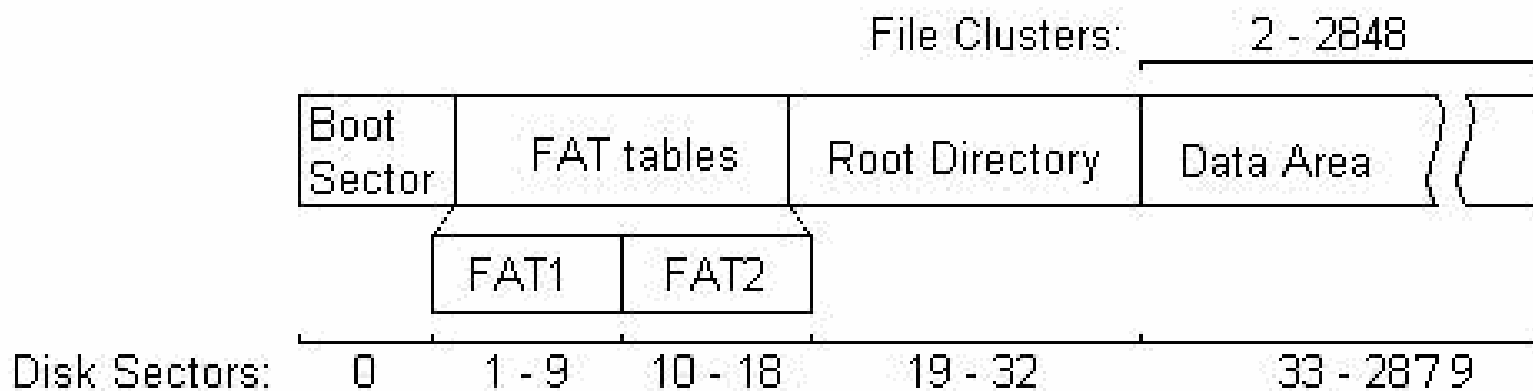 File Clusters: 2 - 2848
Boot
Sector
FAT tables
Root Directory
Data Area
FAT1
FAT2
Disk Sectors: 0 1 - 9 10 - 18 19 - 32 33 - 2879